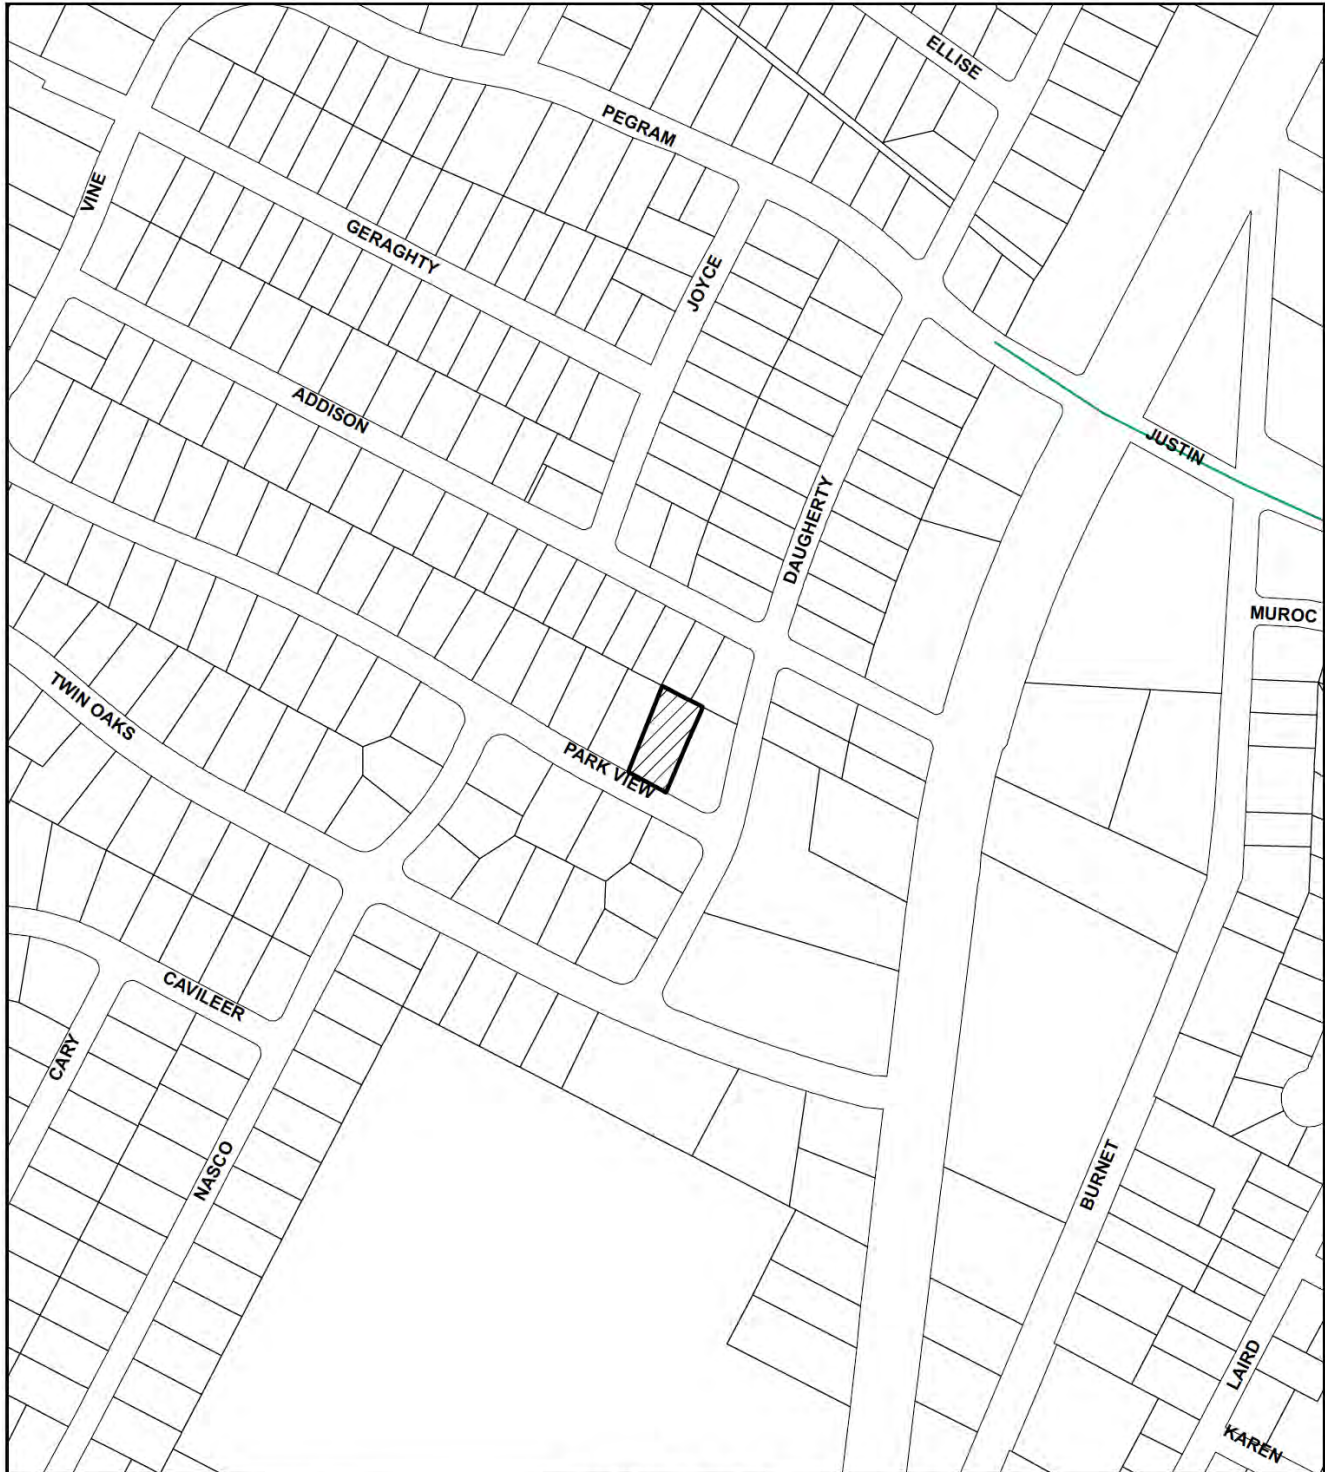 ELLISE
PEGRAM
VINE
GERAGHTY
JOYCE
ADDISON
JUSTIN
DAUGHERTY
MUROC
TWIN OAKS
PARK VIEW
CAVILEER
CARY
NASCO
BURNET
LAIRD
KAREN